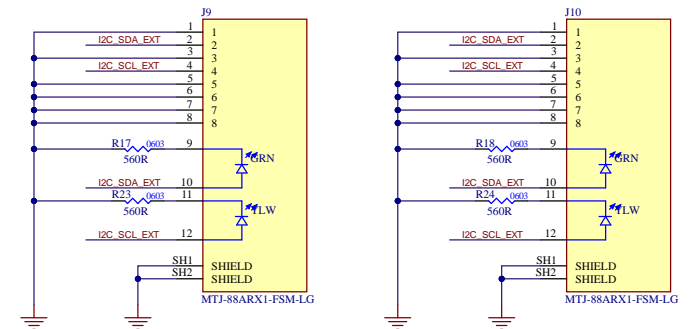 J9
1 1
I2C_SDA_EXT 2 2
3 3
I2C_SCL_EXT 4 4
5 5
6 6
7 7
8 8
R17 0603 9
560R
GRN
I2C_SDA_EXT 10
R23 0603 11
560R
YLW
I2C_SCL_EXT 12
SH1 SHIELD
SH2 SHIELD
MTJ-88ARX1-FSM-LG
J10
1 1
I2C_SDA_EXT 2 2
3 3
I2C_SCL_EXT 4 4
5 5
6 6
7 7
8 8
R18 0603 9
560R
GRN
I2C_SDA_EXT 10
R24 0603 11
560R
YLW
I2C_SCL_EXT 12
SH1 SHIELD
SH2 SHIELD
MTJ-88ARX1-FSM-LG